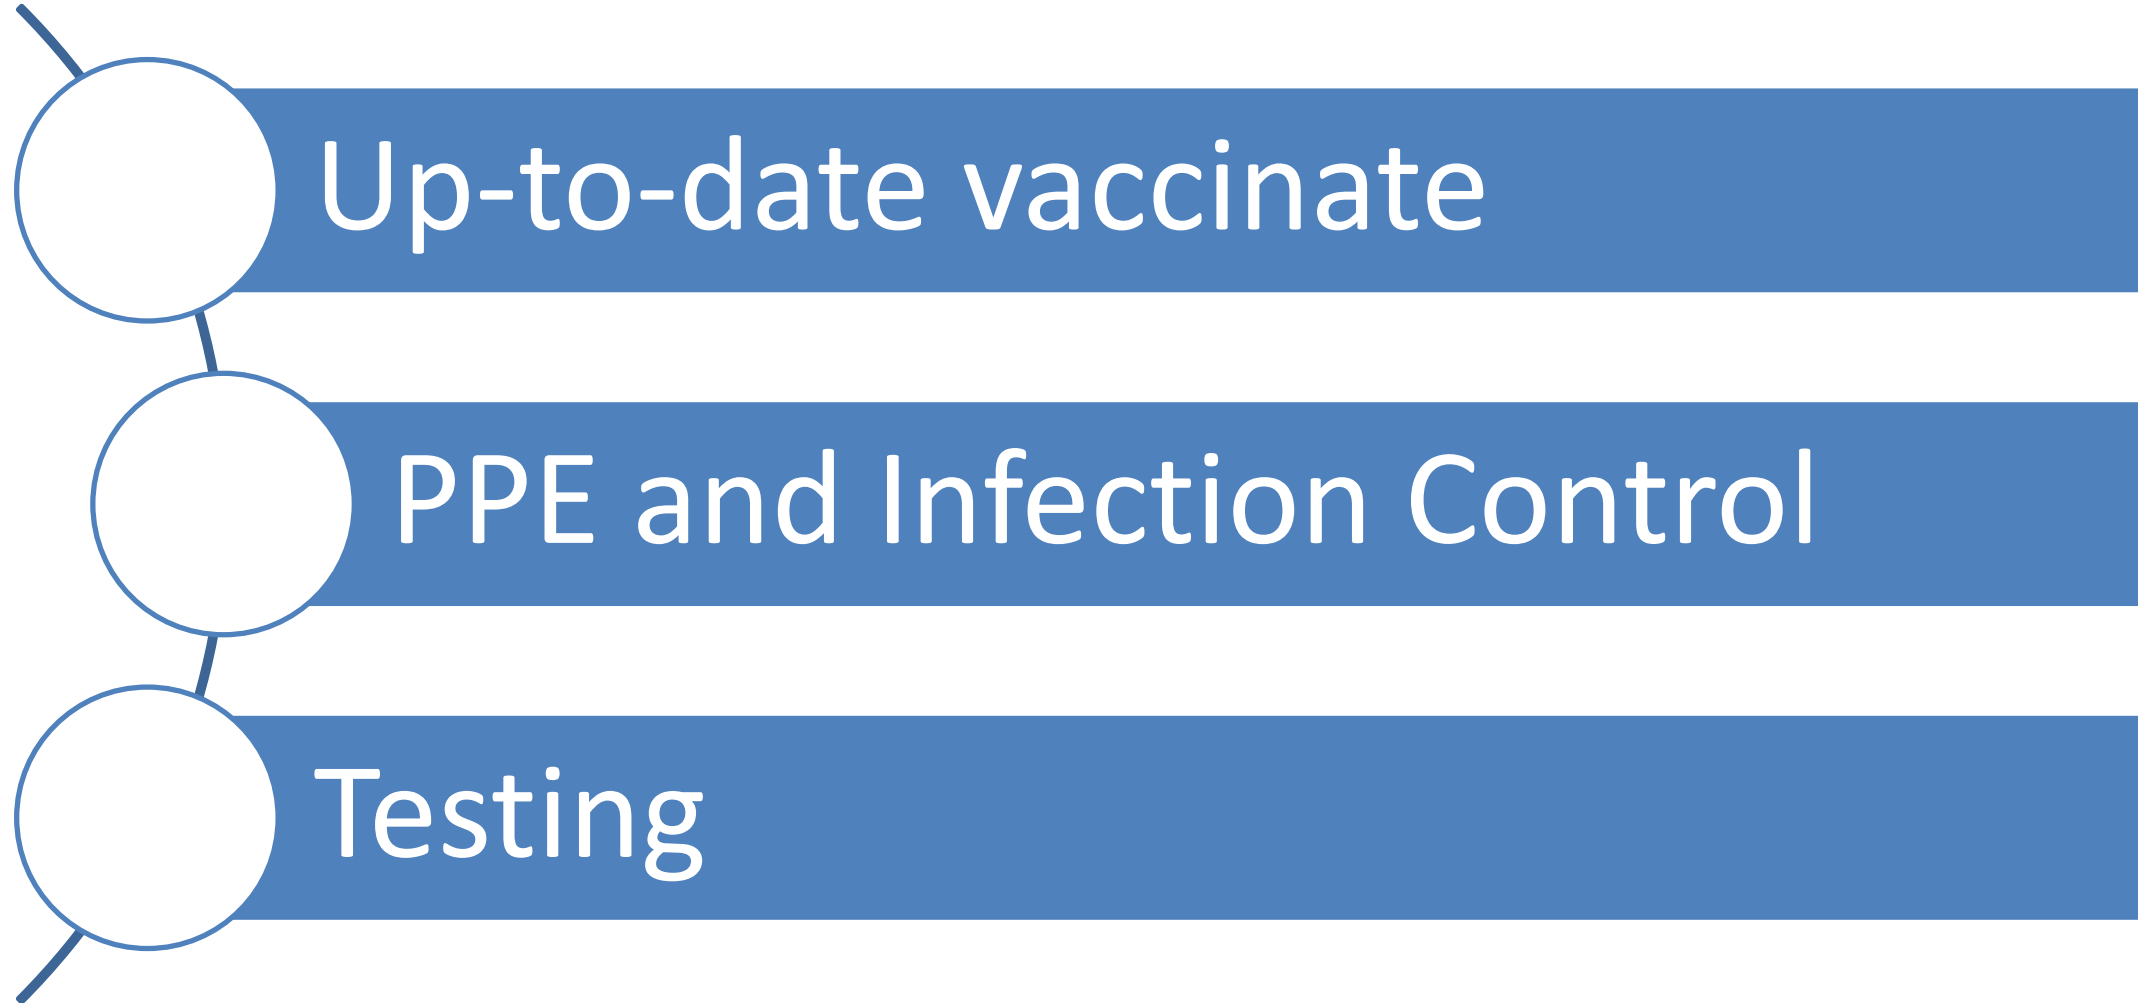 Up-to-date vaccinate
PPE and Infection Control
Testing